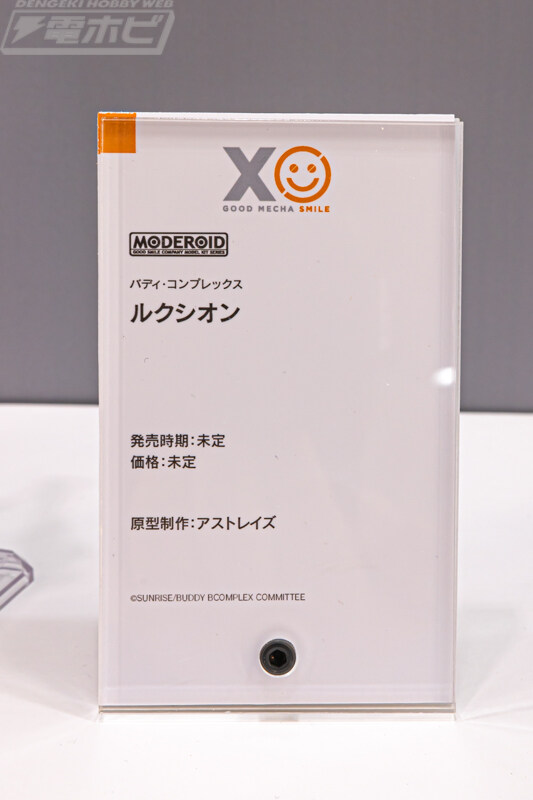 DENGEKI HOBBY WEB
電ホビ
XO
GOOD MECHA SMILE
MODEROID
GOOD SMILE COMPANY MODEL KIT SERIES
バディ・コンプレックス
ルクシオン
発売時期：未定
価格：未定
原型制作：アストレイズ
©SUNRISE/BUDDY BCOMPLEX COMMITTEE